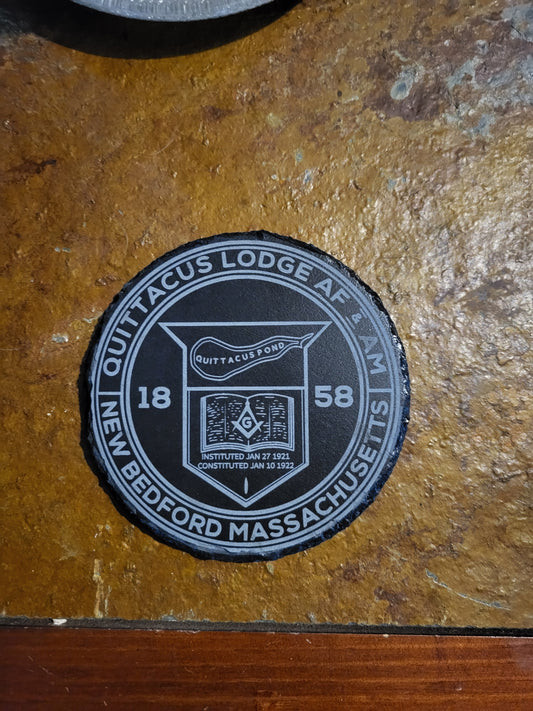 QUITTACUS LODGE AF & AM
QUITTACUS POND
18 58
G
INSTITUTED JAN 27 1921
CONSTITUTED JAN 10 1922
NEW BEDFORD MASSACHUSETTS